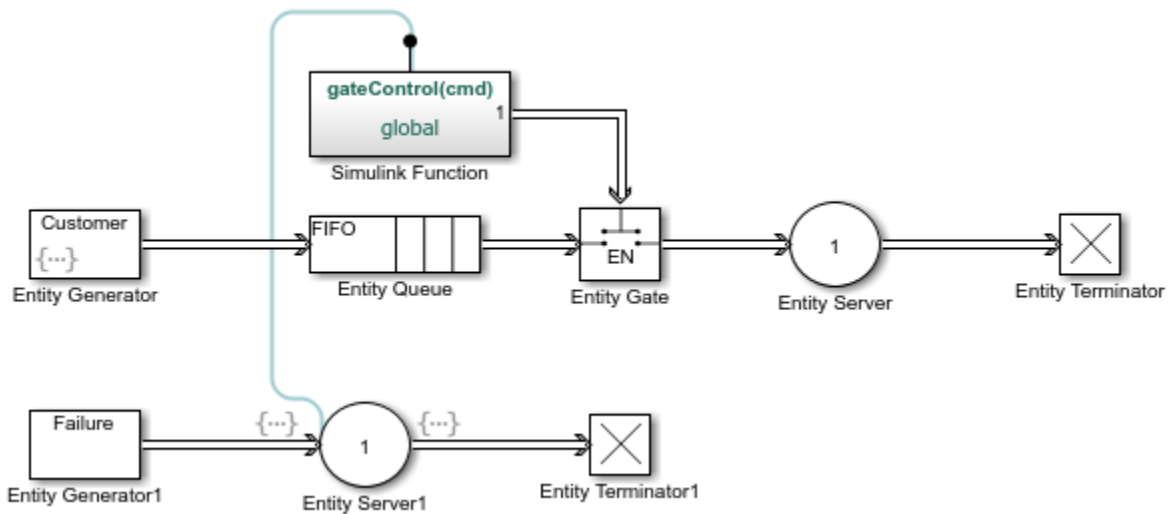 gateControl(cmd)
1
global
Simulink Function
Customer
{...}
Entity Generator
FIFO
Entity Queue
EN
Entity Gate
1
Entity Server
Entity Terminator
Failure
Entity Generator1
{...}
1
{...}
Entity Server1
Entity Terminator1